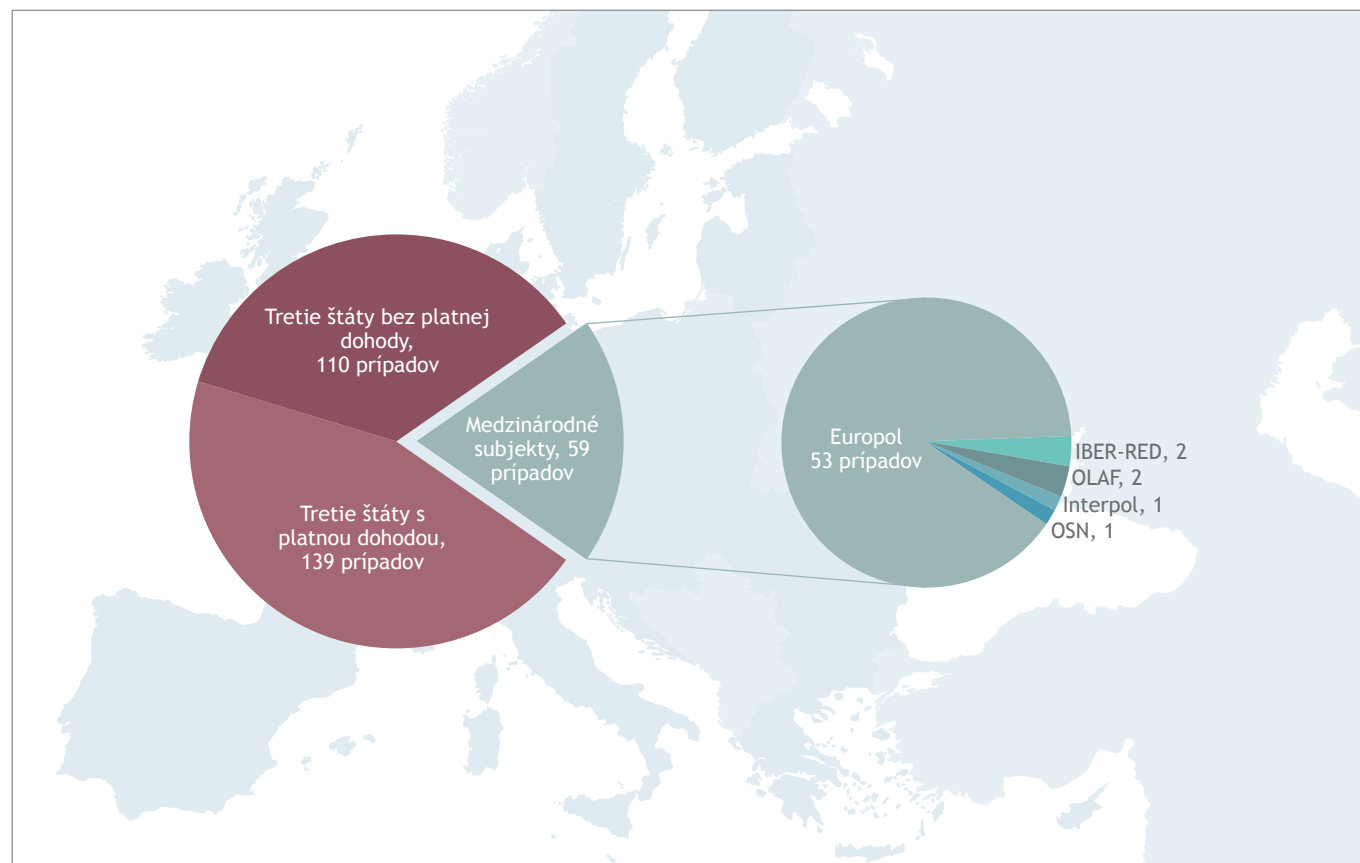 Tretie štáty bez platnej
dohody,
110 prípadov
Medzinárodné
subjekty, 59
prípadov
Tretie štáty s
platnou dohodou,
139 prípadov
Europol
53 prípadov
IBER-RED, 2
OLAF, 2
Interpol, 1
OSN, 1